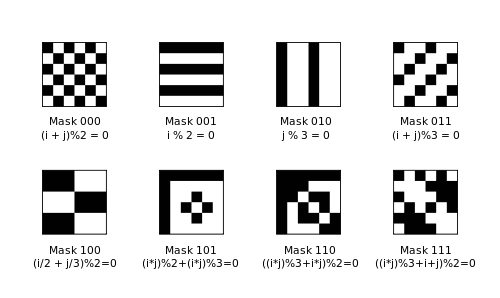 Mask 000
(i + j)%2 = 0
Mask 001
i % 2 = 0
Mask 010
j % 3 = 0
Mask 011
(i + j)%3 = 0
Mask 100
(i/2 + j/3)%2=0
Mask 101
(i*j)%2+(i*j)%3=0
Mask 110
((i*j)%3+i*j)%2=0
Mask 111
((i*j)%3+i+j)%2=0